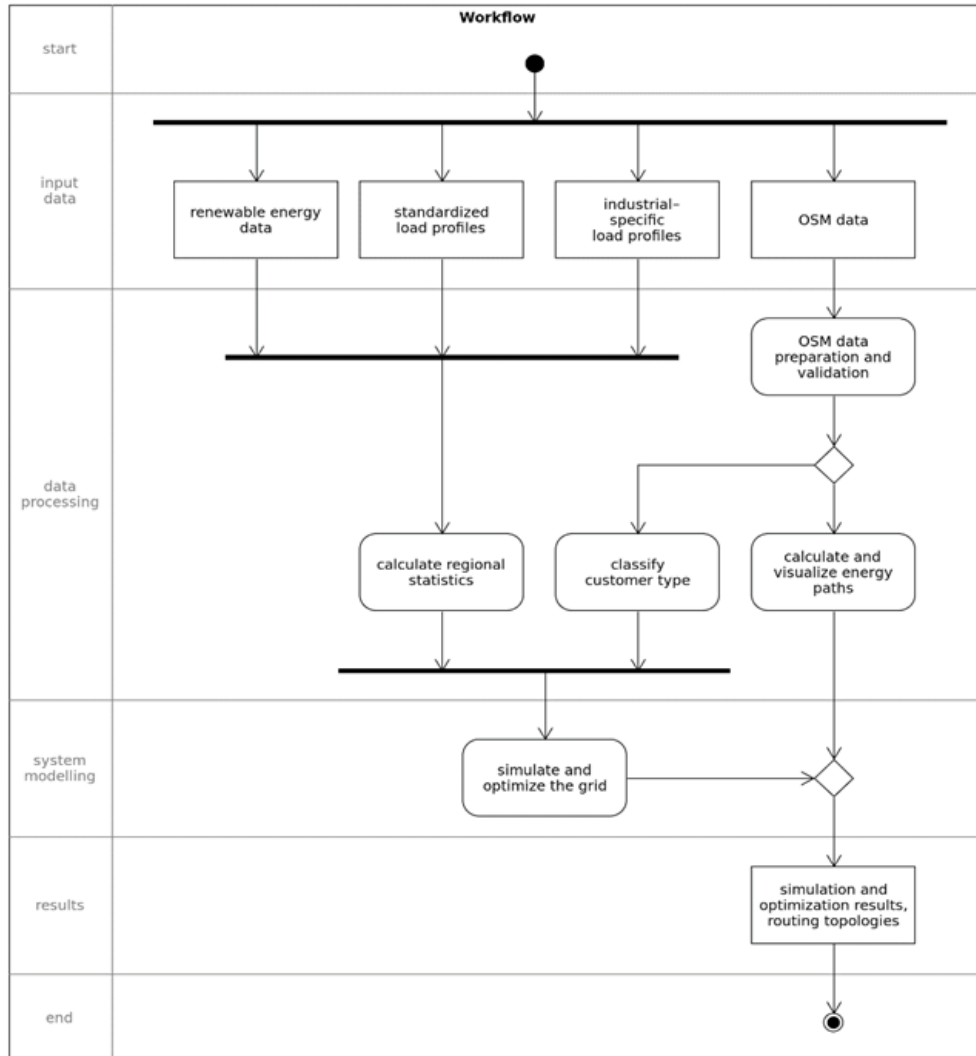 Workflow
start
input
data
renewable energy
data
standardized
load profiles
industrial–
specific
load profiles
OSM data
data
processing
OSM data
preparation and
validation
calculate regional
statistics
classify
customer type
calculate and
visualize energy
paths
system
modelling
simulate and
optimize the grid
results
simulation and
optimization results,
routing topologies
end